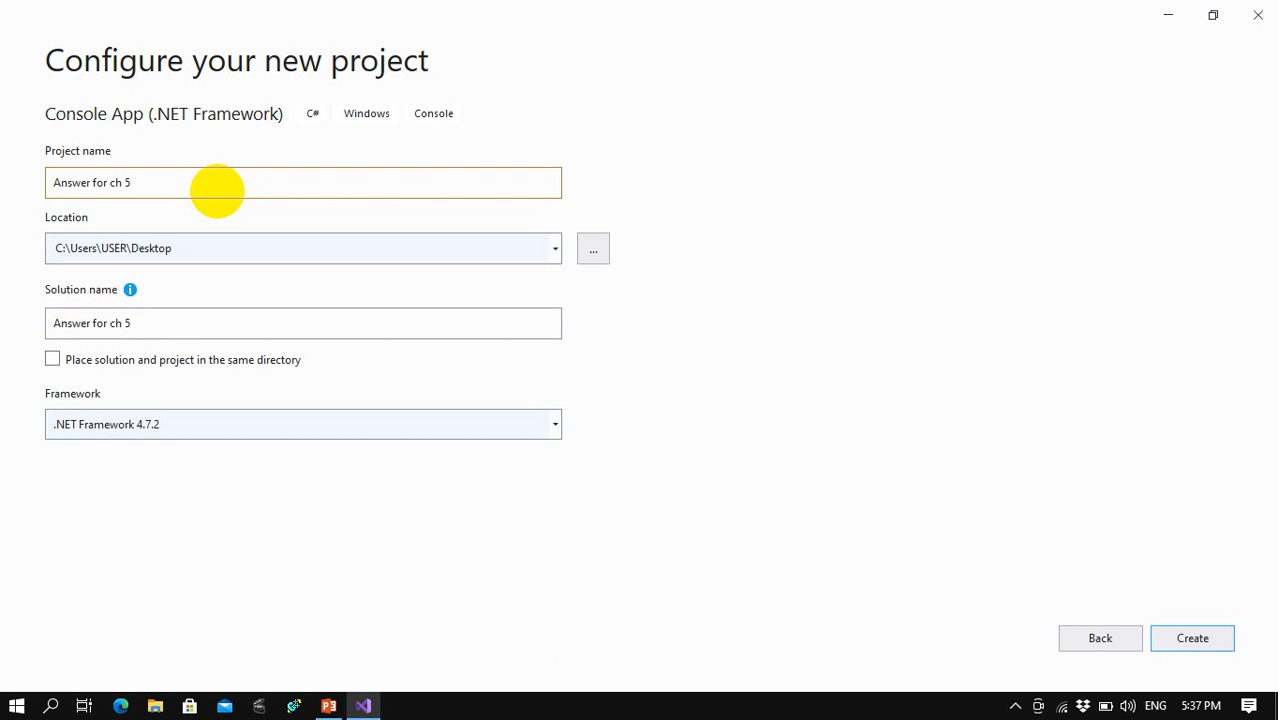 Configure your new project
Console App (.NET Framework) C# Windows Console
Project name
Answer for ch 5
Location
C:\Users\USER\Desktop
...
Solution name
Answer for ch 5
Place solution and project in the same directory
Framework
.NET Framework 4.7.2
Back Create
ENG 5:37 PM